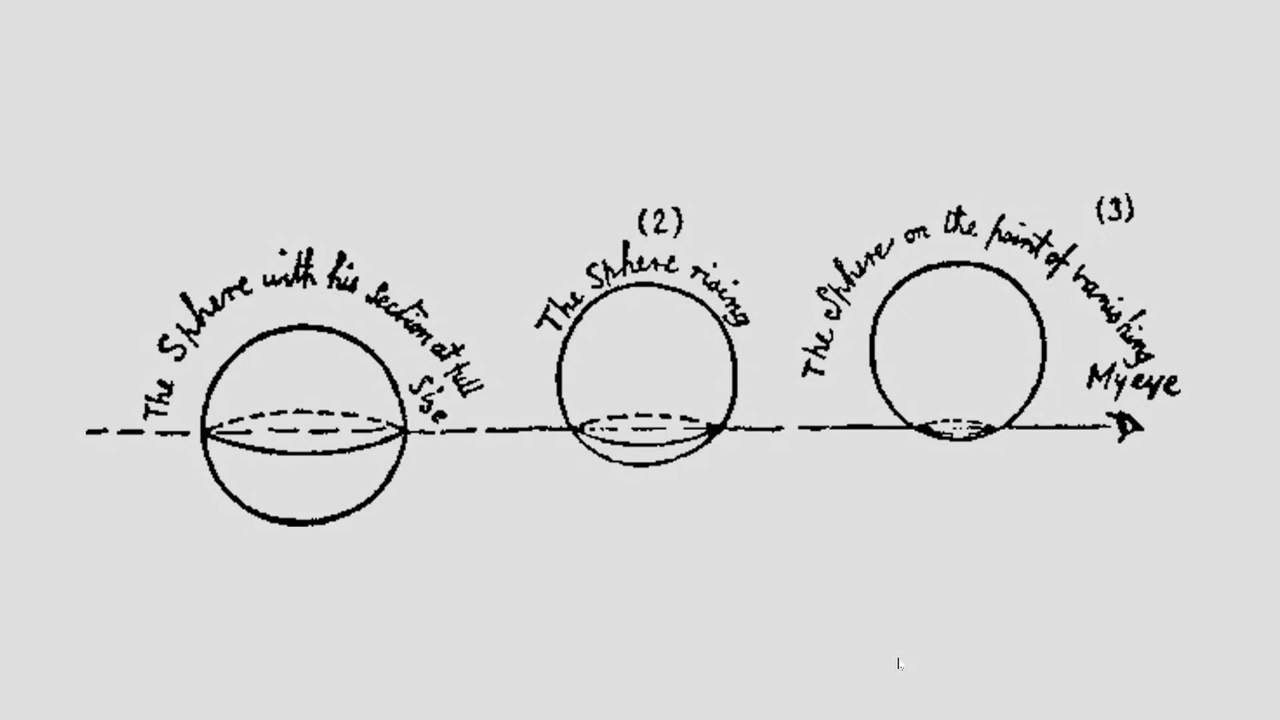 The Sphere with his section at full
size
(2)
The Sphere rising
(3)
The Sphere on the point of vanishing
My eye